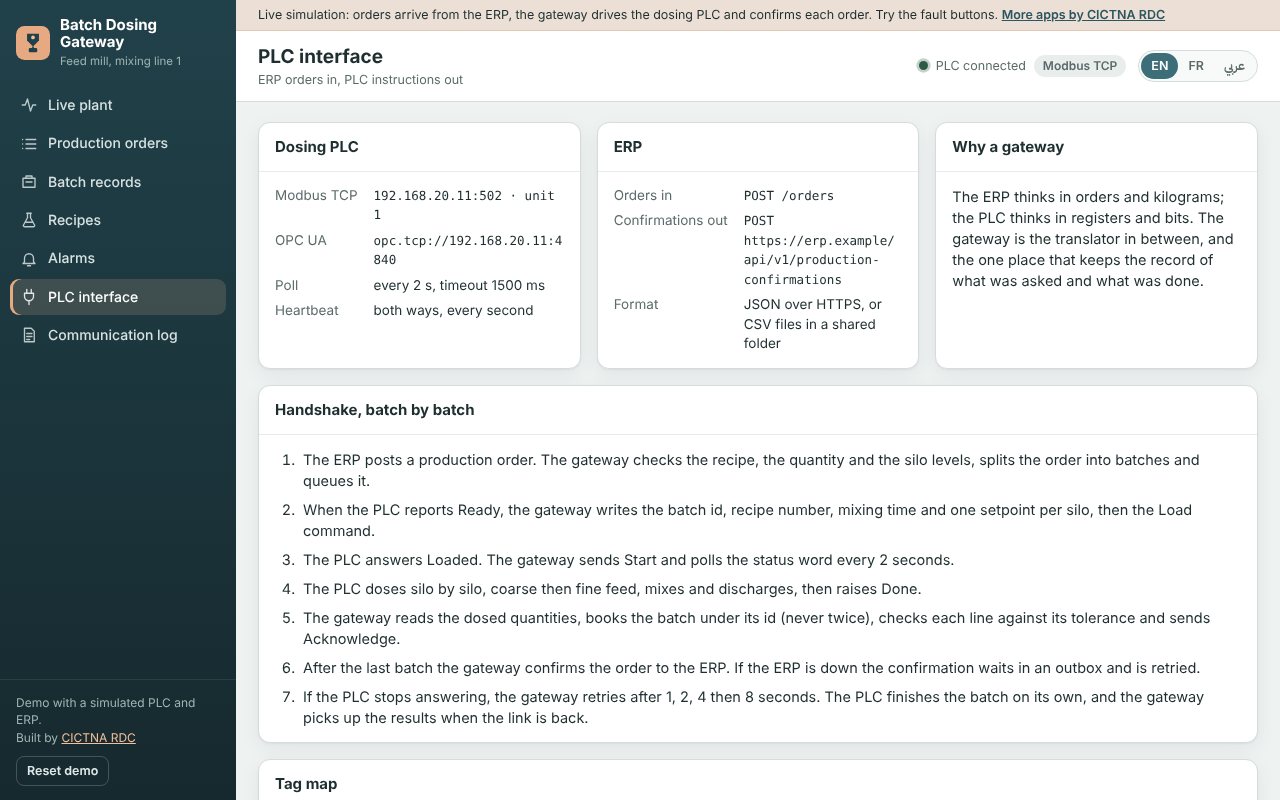 Batch Dosing
Gateway
Feed mill, mixing line 1
Live plant
Production orders
Batch records
Recipes
Alarms
PLC interface
Communication log
Demo with a simulated PLC and
ERP.
Built by CICTNA RDC
Reset demo
Live simulation: orders arrive from the ERP, the gateway drives the dosing PLC and confirms each order. Try the fault buttons. More apps by CICTNA RDC
PLC interface
ERP orders in, PLC instructions out
PLC connected
Modbus TCP
EN
FR
عربي
Dosing PLC
Modbus TCP 192.168.20.11:502 · unit
1
OPC UA opc.tcp://192.168.20.11:4
840
Poll every 2 s, timeout 1500 ms
Heartbeat both ways, every second
ERP
Orders in POST /orders
Confirmations out POST
https://erp.example/
api/v1/production-
confirmations
Format JSON over HTTPS, or
CSV files in a shared
folder
Why a gateway
The ERP thinks in orders and kilograms;
the PLC thinks in registers and bits. The
gateway is the translator in between, and
the one place that keeps the record of
what was asked and what was done.
Handshake, batch by batch
1. The ERP posts a production order. The gateway checks the recipe, the quantity and the silo levels, splits the order into batches and
queues it.
2. When the PLC reports Ready, the gateway writes the batch id, recipe number, mixing time and one setpoint per silo, then the Load
command.
3. The PLC answers Loaded. The gateway sends Start and polls the status word every 2 seconds.
4. The PLC doses silo by silo, coarse then fine feed, mixes and discharges, then raises Done.
5. The gateway reads the dosed quantities, books the batch under its id (never twice), checks each line against its tolerance and sends
Acknowledge.
6. After the last batch the gateway confirms the order to the ERP. If the ERP is down the confirmation waits in an outbox and is retried.
7. If the PLC stops answering, the gateway retries after 1, 2, 4 then 8 seconds. The PLC finishes the batch on its own, and the gateway
picks up the results when the link is back.
Tag map